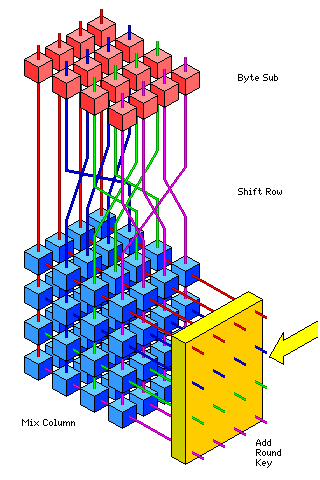 Byte Sub
Shift Row
Mix Column
Add
Round
Key